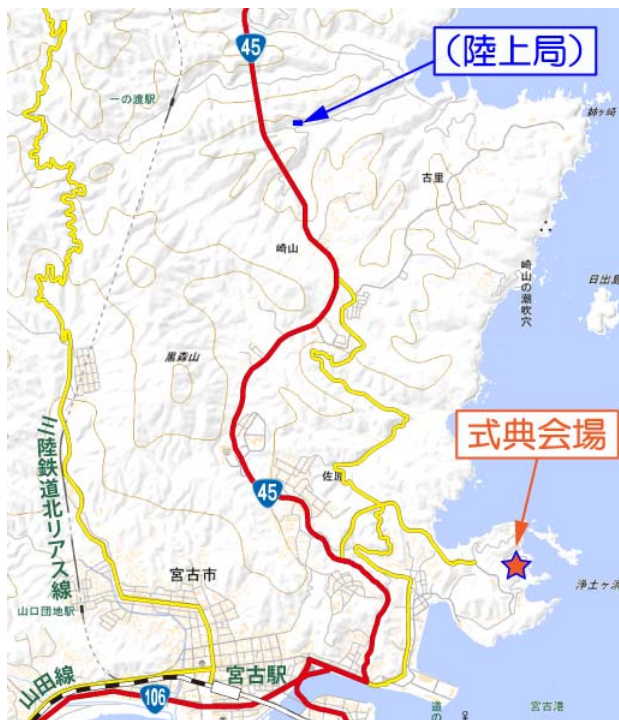 45
(陸上局)
一の渡駅
姉ヶ崎
古里
崎山
崎山の潮吹穴
日出島
黒森山
式典会場
三陸鉄道北リアス線
佐原
45
宮古市
浄土ヶ浜
山口団地駅
山田線
宮古駅
106
道の
宮古港